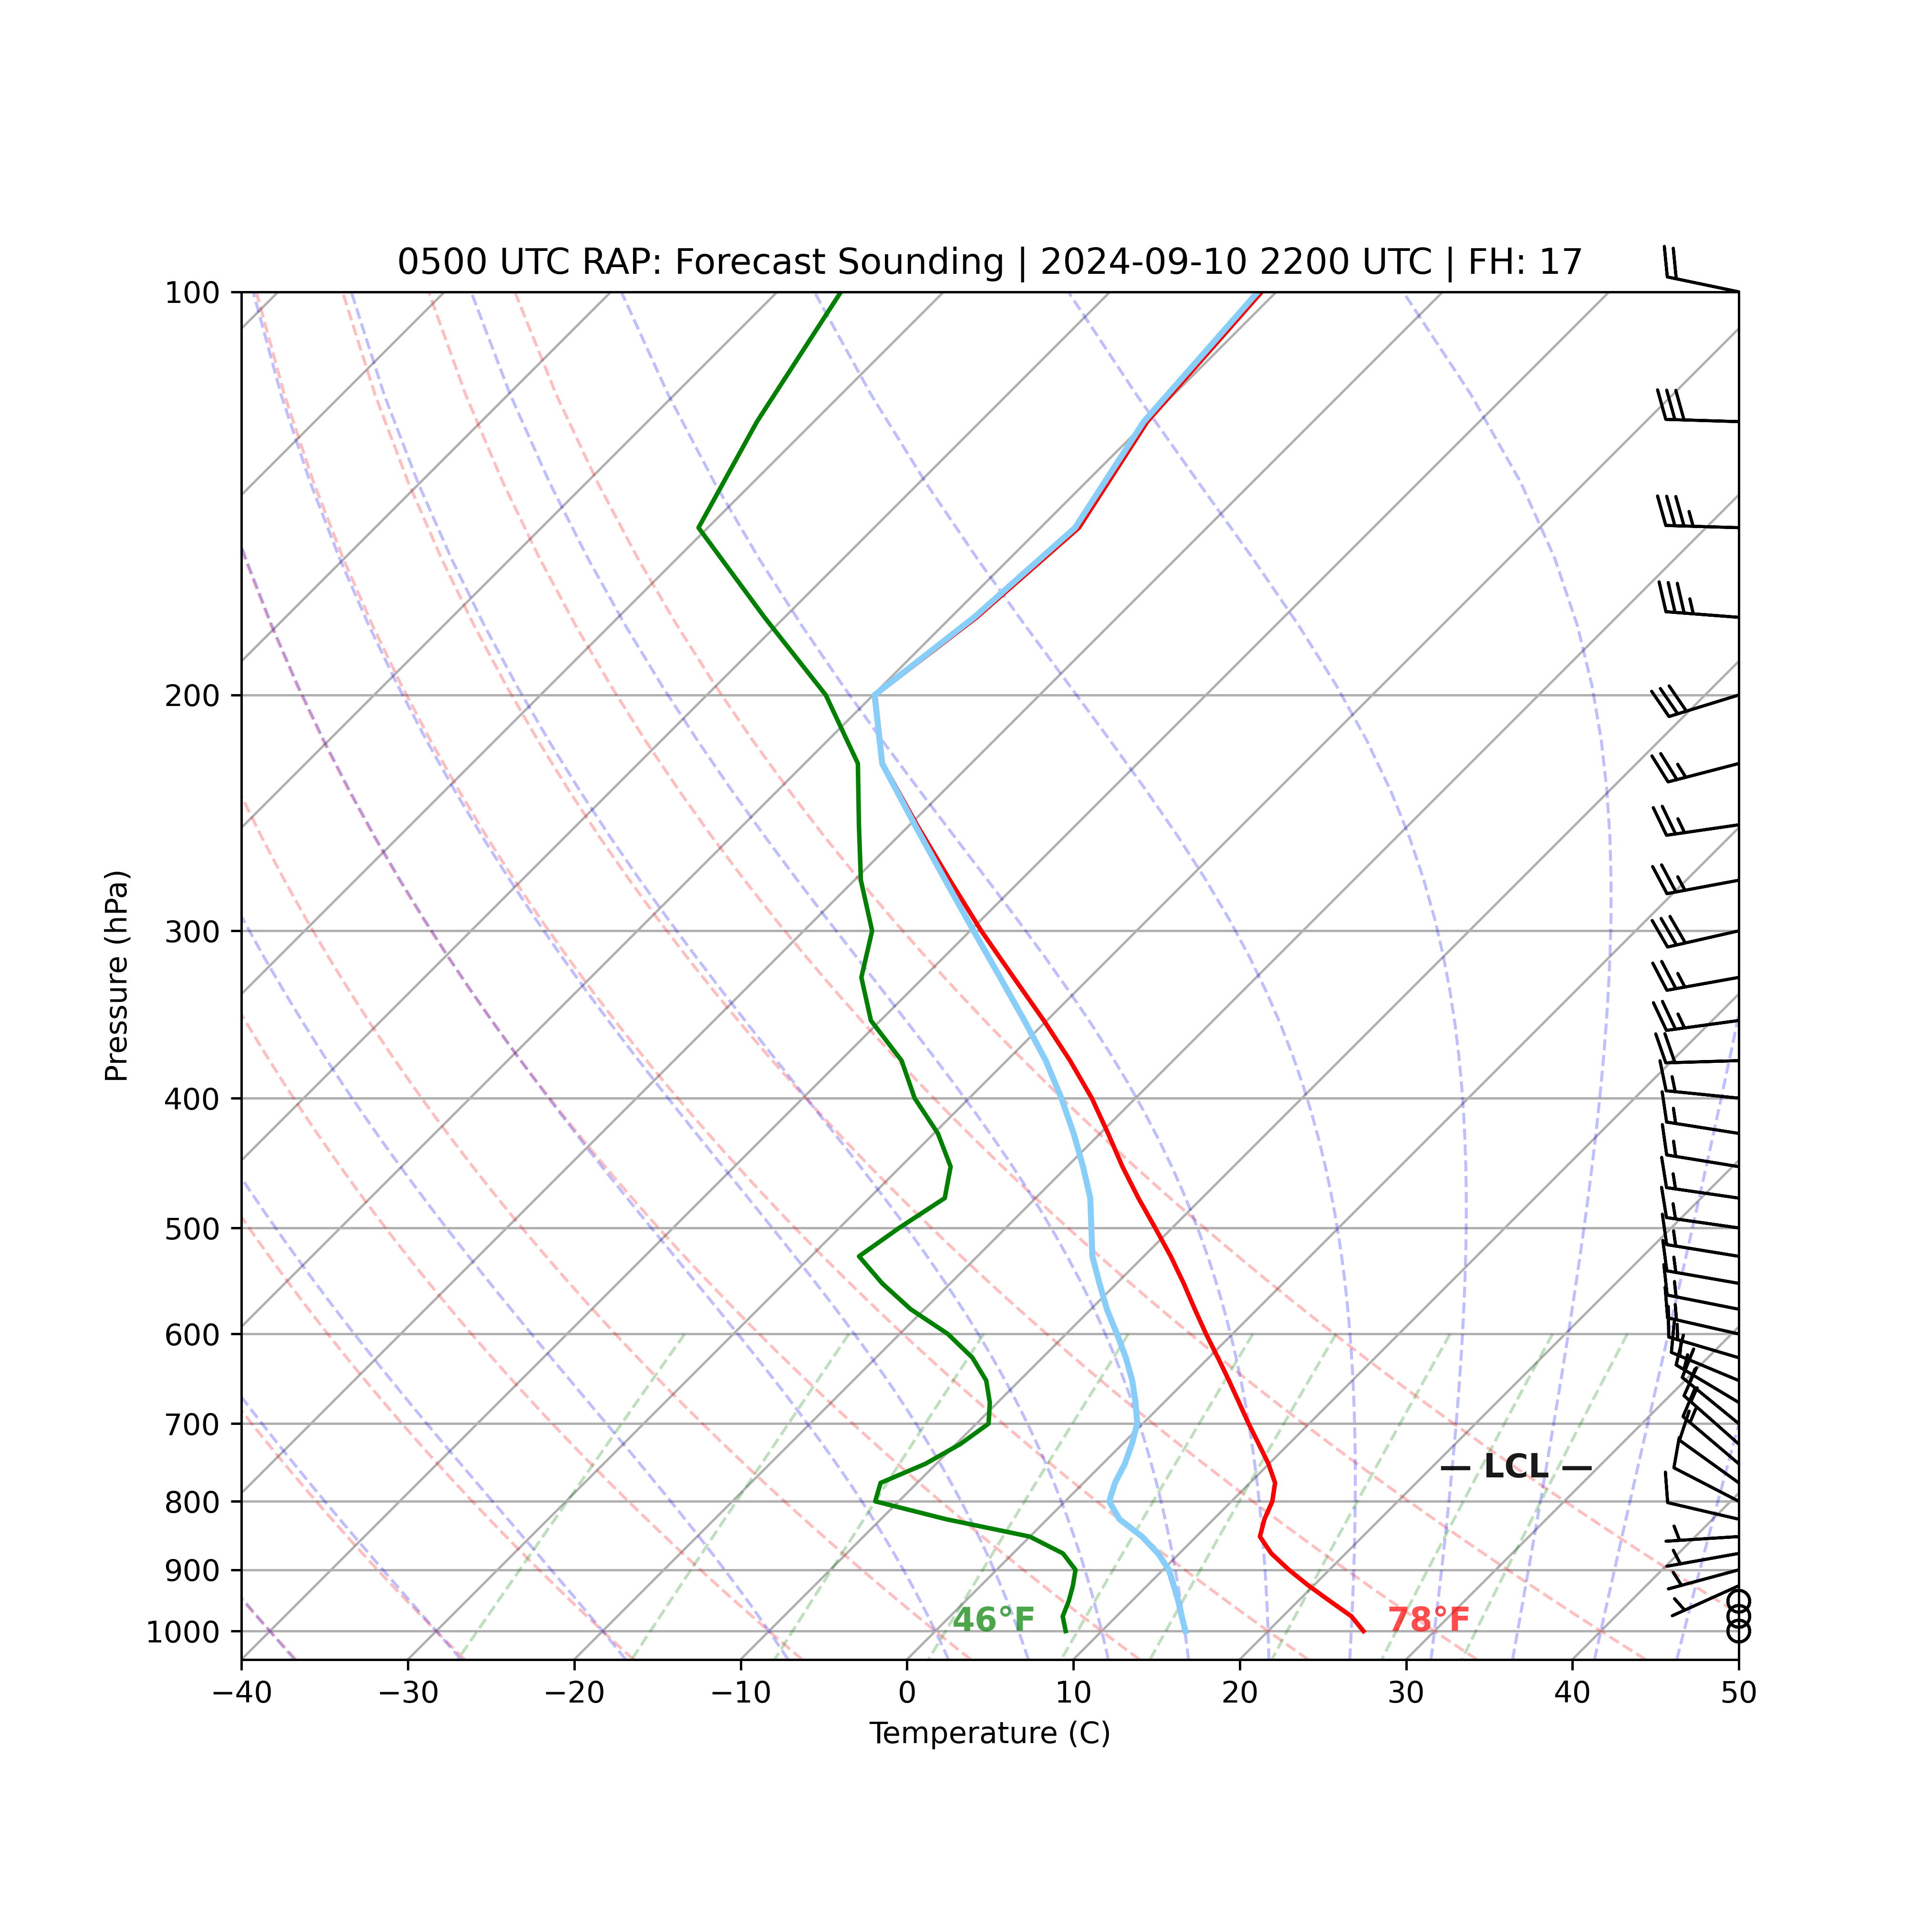 0500 UTC RAP: Forecast Sounding | 2024-09-10 2200 UTC | FH: 17
100
200
300
400
500
600
700
800
900
1000
Pressure (hPa)
— LCL —
46°F
78°F
−40 −30 −20 −10 0 10 20 30 40 50
Temperature (C)